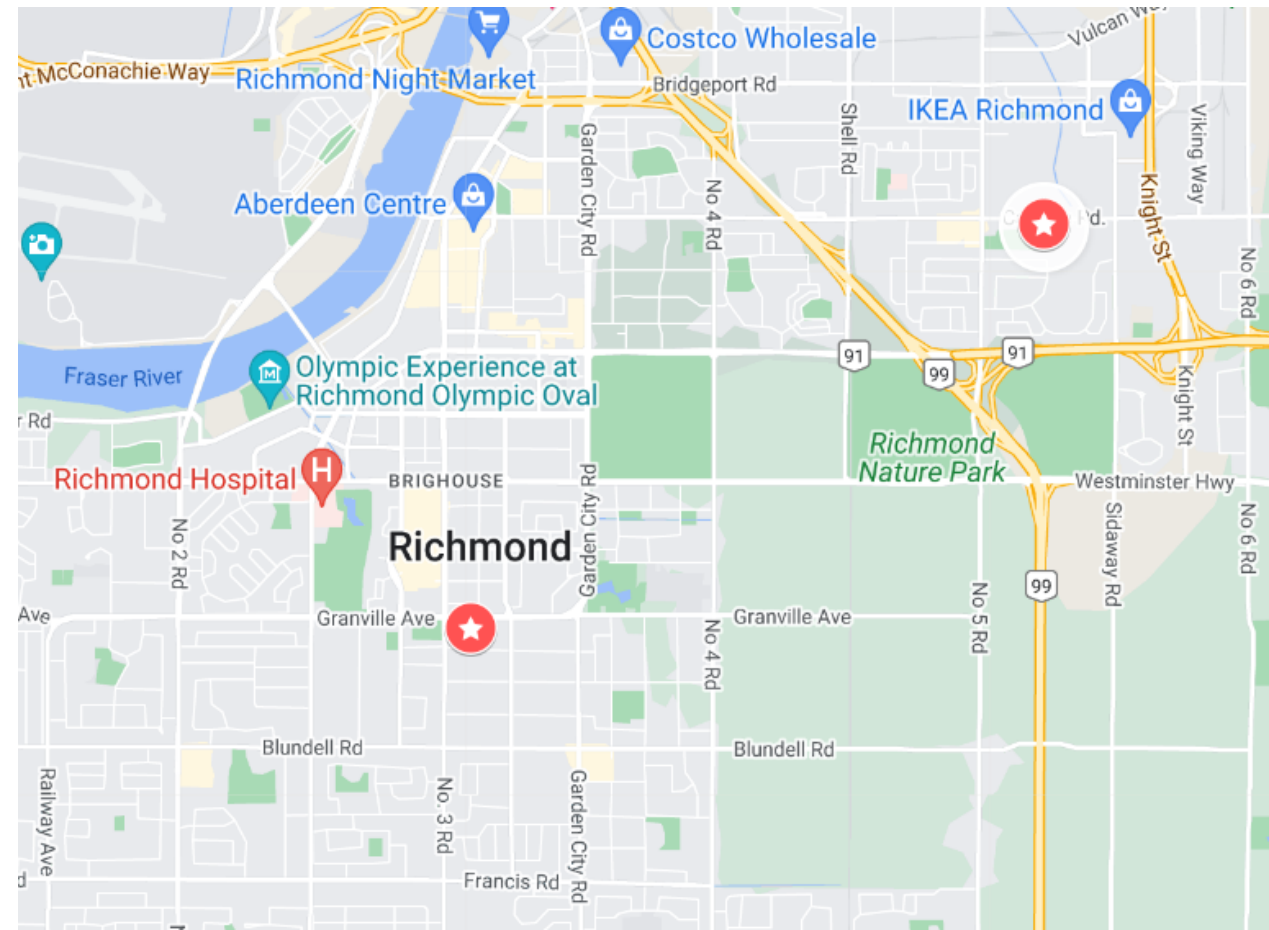 Vulcan Way
Costco Wholesale
nt McConachie Way
Richmond Night Market
Bridgeport Rd
IKEA Richmond
Shell Rd
Viking Way
Garden City Rd
No 4 Rd
Knight St
Aberdeen Centre
Rd.
No 6 Rd
91
91
99
Fraser River
Olympic Experience at
Richmond Olympic Oval
Knight St
r Rd
Richmond
Nature Park
Richmond Hospital
BRIGHOUSE
Garden City Rd
Westminster Hwy
No 2 Rd
Richmond
Sidaway Rd
No 6 Rd
99
No 5 Rd
Ave
Granville Ave
Granville Ave
No 4 Rd
Blundell Rd
Blundell Rd
Railway Ave
No. 3 Rd
Garden City Rd
Francis Rd
d